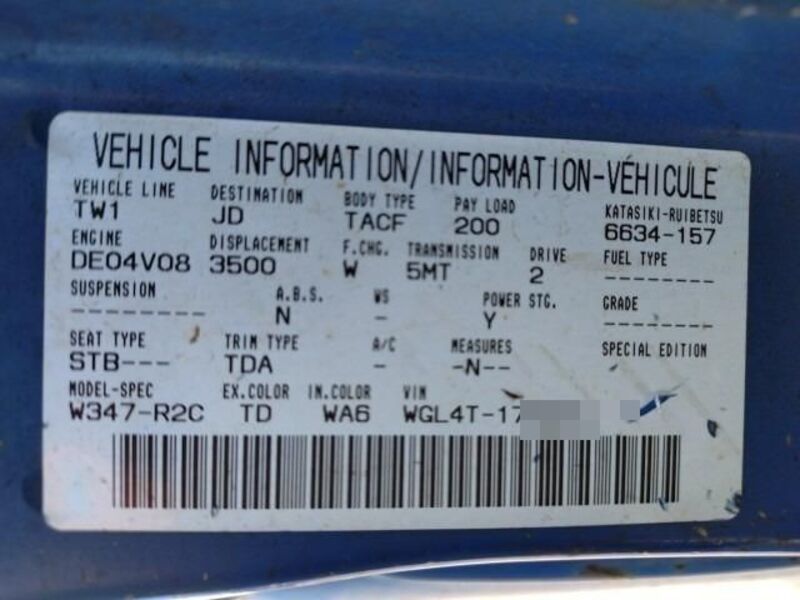 VEHICLE INFORMATION/INFORMATION-VÉHICULE
VEHICLE LINE DESTINATION BODY TYPE PAY LOAD KATASIKI-RUIBETSU
TW1 JD TACF 200 6634-157
ENGINE DISPLACEMENT F.CHG. TRANSMISSION DRIVE FUEL TYPE
DE04V08 3500 W 5MT 2 --------
SUSPENSION A.B.S. WS POWER STG. GRADE
-------- N - Y --------
SEAT TYPE TRIM TYPE A/C MEASURES SPECIAL EDITION
STB--- TDA - -N--
MODEL-SPEC EX.COLOR IN.COLOR VIN
W347-R2C TD WA6 WGL4T-17